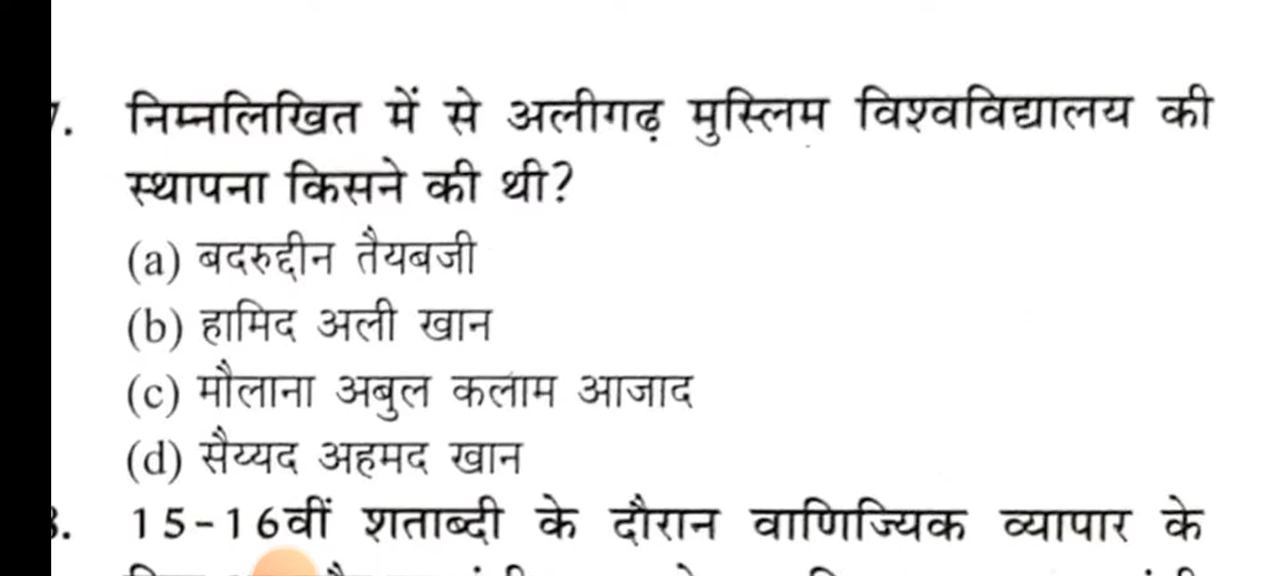 7. निम्नलिखित में से अलीगढ़ मुस्लिम विश्वविद्यालय की
स्थापना किसने की थी?
(a) बदरुद्दीन तैयबजी
(b) हामिद अली खान
(c) मौलाना अबुल कलाम आजाद
(d) सैय्यद अहमद खान
8. 15-16वीं शताब्दी के दौरान वाणिज्यिक व्यापार के